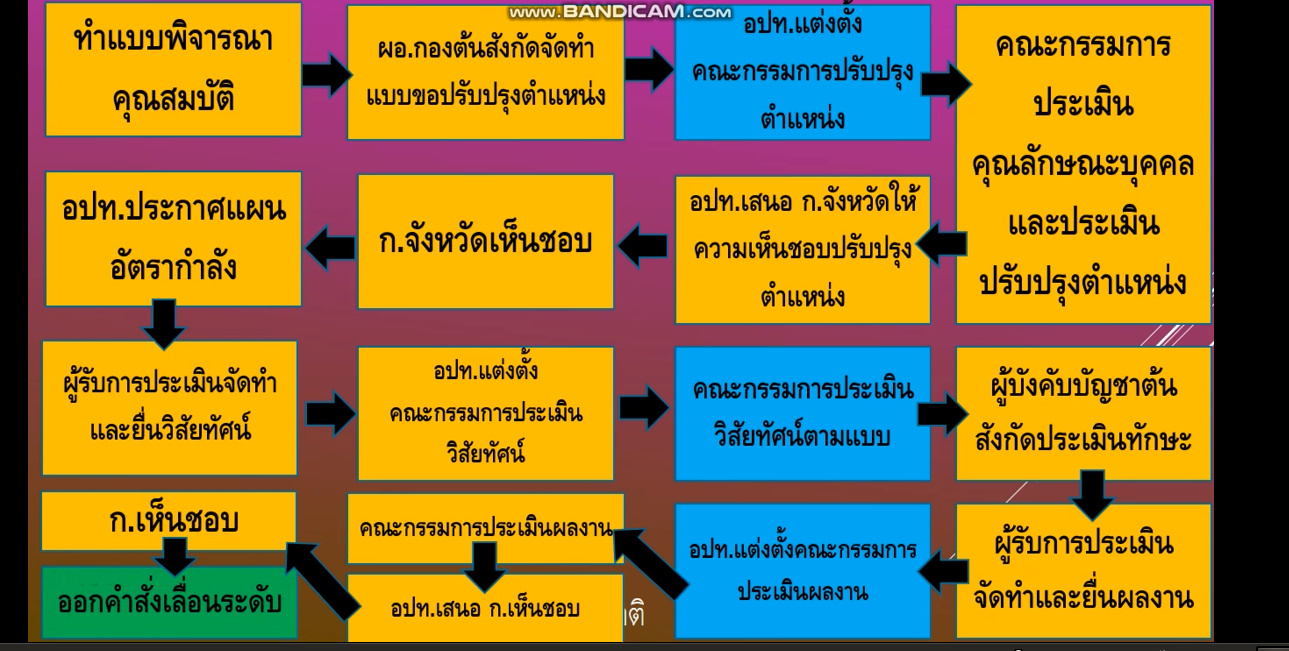 www.BANDICAM.com
ทำแบบพิจารณา
คุณสมบัติ
ผอ.กองต้นสังกัดจัดทำ
แบบขอปรับปรุงตำแหน่ง
อปท.แต่งตั้ง
คณะกรรมการปรับปรุง
ตำแหน่ง
คณะกรรมการ
ประเมิน
คุณลักษณะบุคคล
และประเมิน
ปรับปรุงตำแหน่ง
อปท.เสนอ ก.จังหวัดให้
ความเห็นชอบปรับปรุง
ตำแหน่ง
ก.จังหวัดเห็นชอบ
อปท.ประกาศแผน
อัตรากำลัง
ผู้รับการประเมินจัดทำ
และยื่นวิสัยทัศน์
อปท.แต่งตั้ง
คณะกรรมการประเมิน
วิสัยทัศน์
คณะกรรมการประเมิน
วิสัยทัศน์ตามแบบ
ผู้บังคับบัญชาต้น
สังกัดประเมินทักษะ
ผู้รับการประเมิน
จัดทำและยื่นผลงาน
อปท.แต่งตั้งคณะกรรมการ
ประเมินผลงาน
คณะกรรมการประเมินผลงาน
อปท.เสนอ ก.เห็นชอบ
ก.เห็นชอบ
ออกคำสั่งเลื่อนระดับ